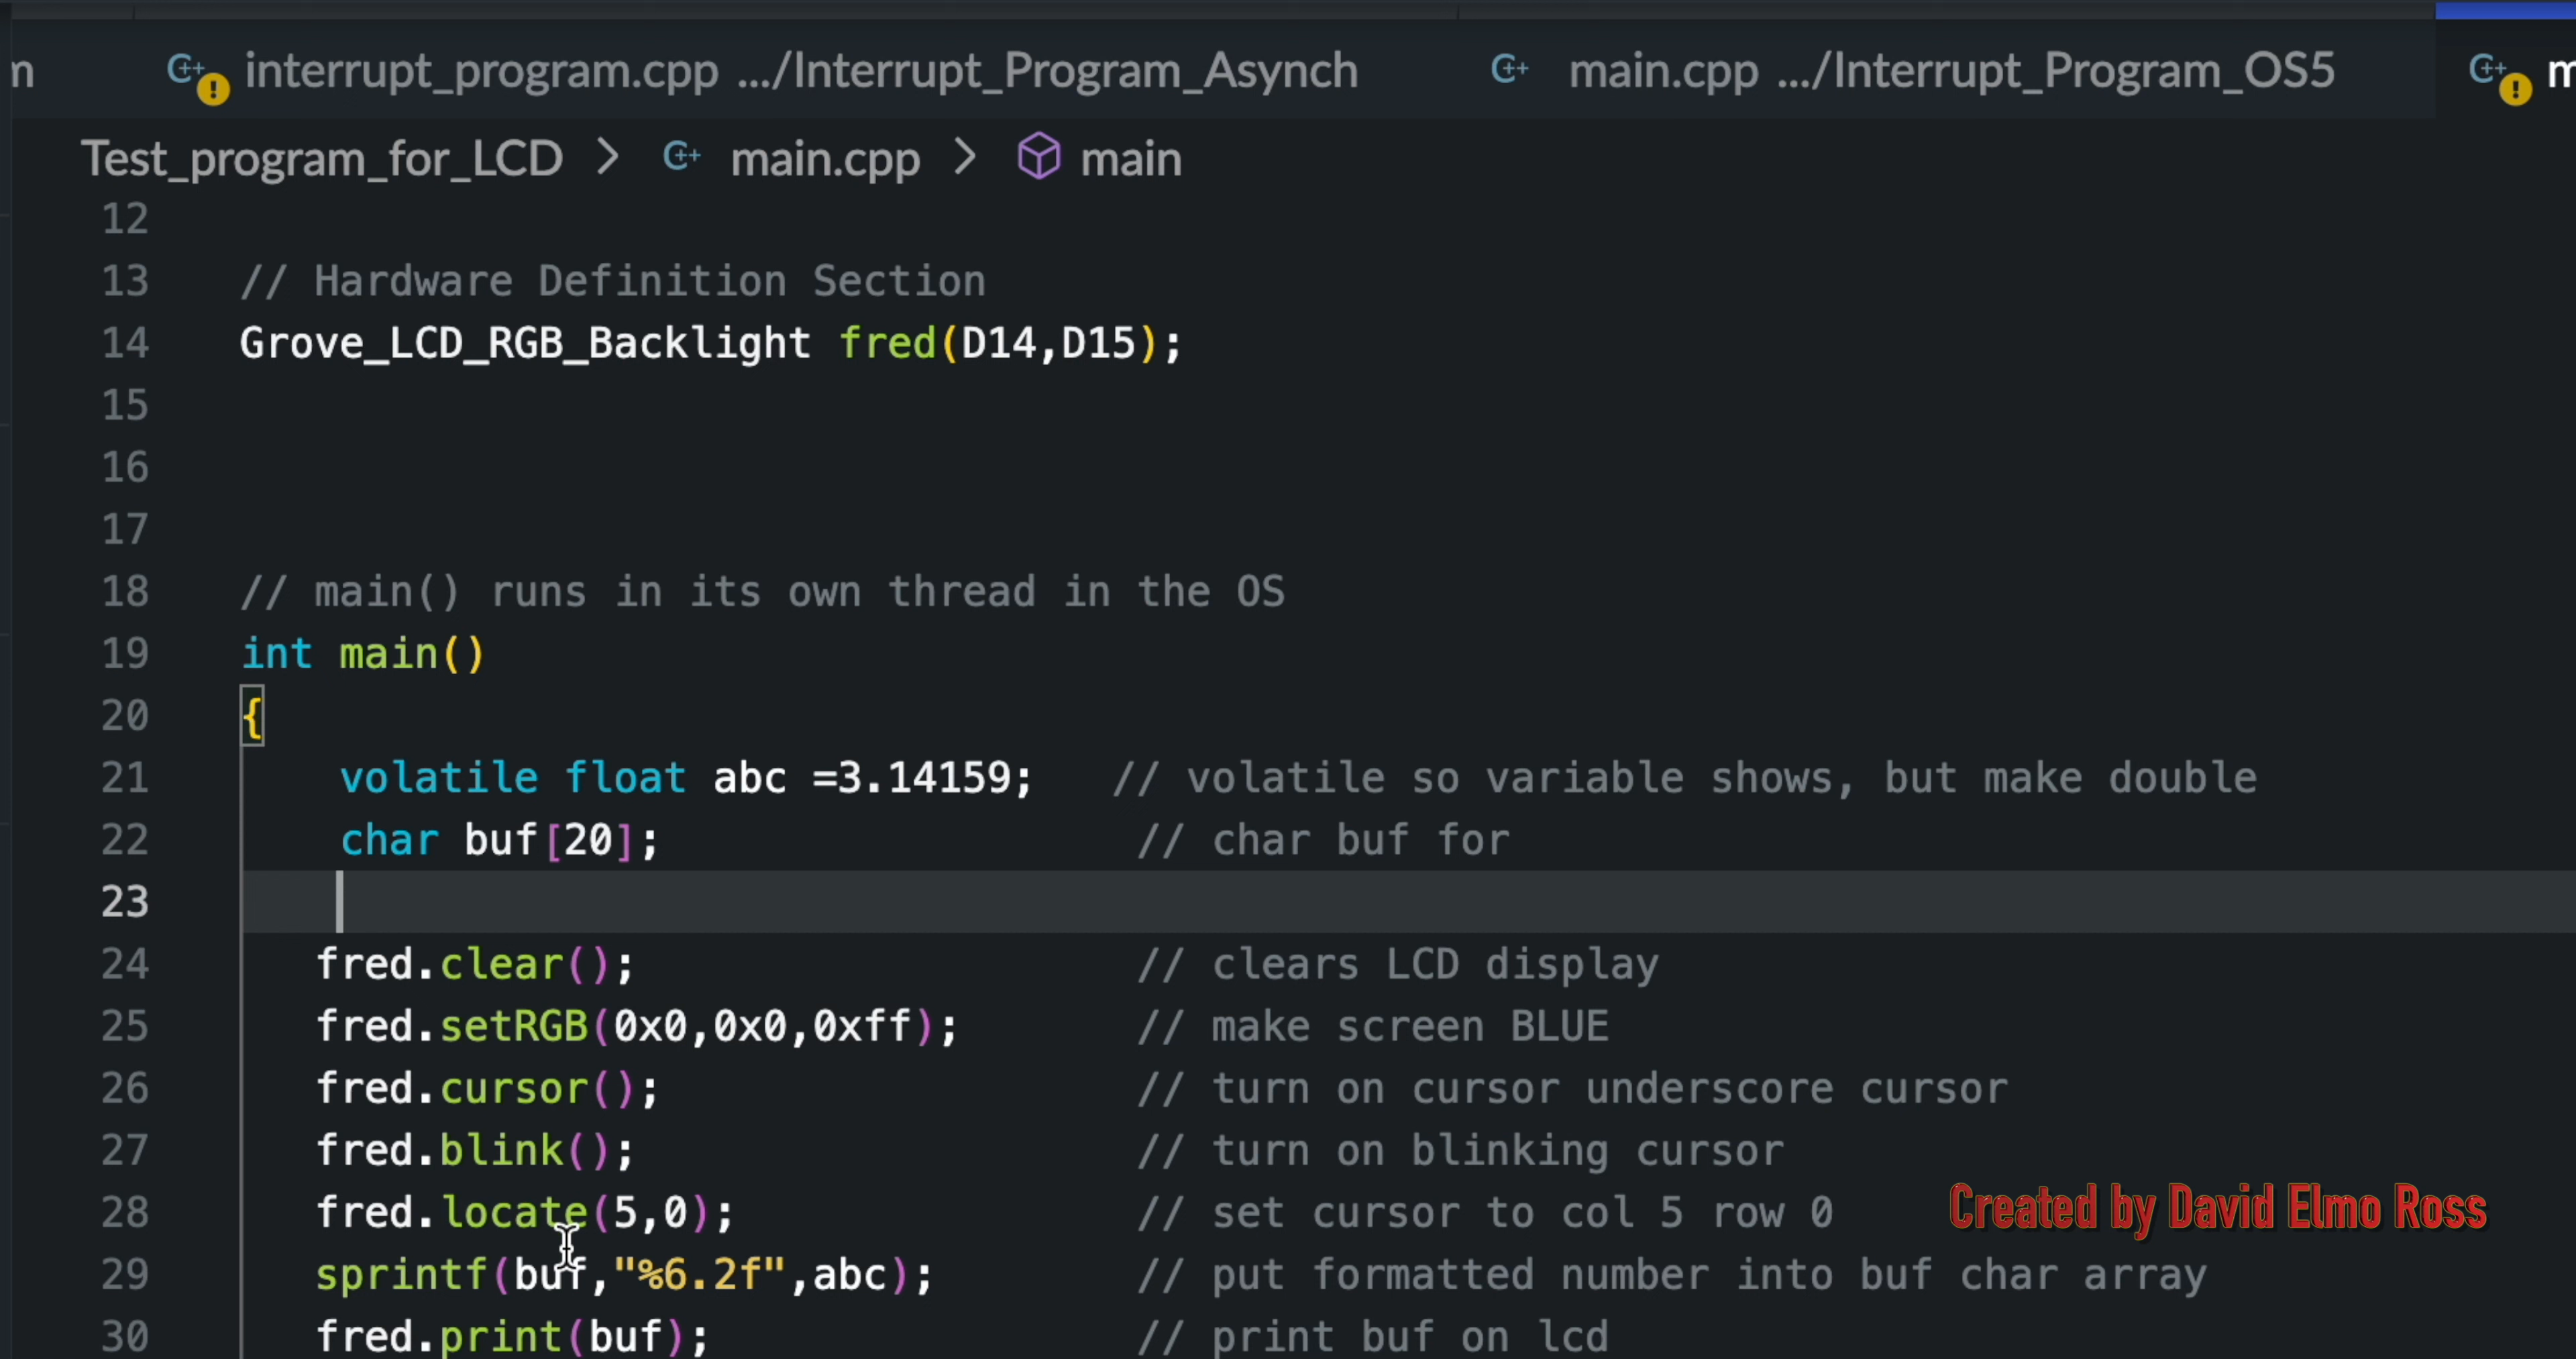 m interrupt_program.cpp .../Interrupt_Program_Asynch main.cpp .../Interrupt_Program_OS5 m
Test_program_for_LCD > main.cpp > main
12
13 // Hardware Definition Section
14 Grove_LCD_RGB_Backlight fred(D14,D15);
15
16
17
18 // main() runs in its own thread in the OS
19 int main()
20 {
21 volatile float abc =3.14159; // volatile so variable shows, but make double
22 char buf[20]; // char buf for
23
24 fred.clear(); // clears LCD display
25 fred.setRGB(0x0,0x0,0xff); // make screen BLUE
26 fred.cursor(); // turn on cursor underscore cursor
27 fred.blink(); // turn on blinking cursor
28 fred.locate(5,0); // set cursor to col 5 row 0
Created by David Elmo Ross
29 sprintf(buf,"%6.2f",abc); // put formatted number into buf char array
30 fred.print(buf); // print buf on lcd